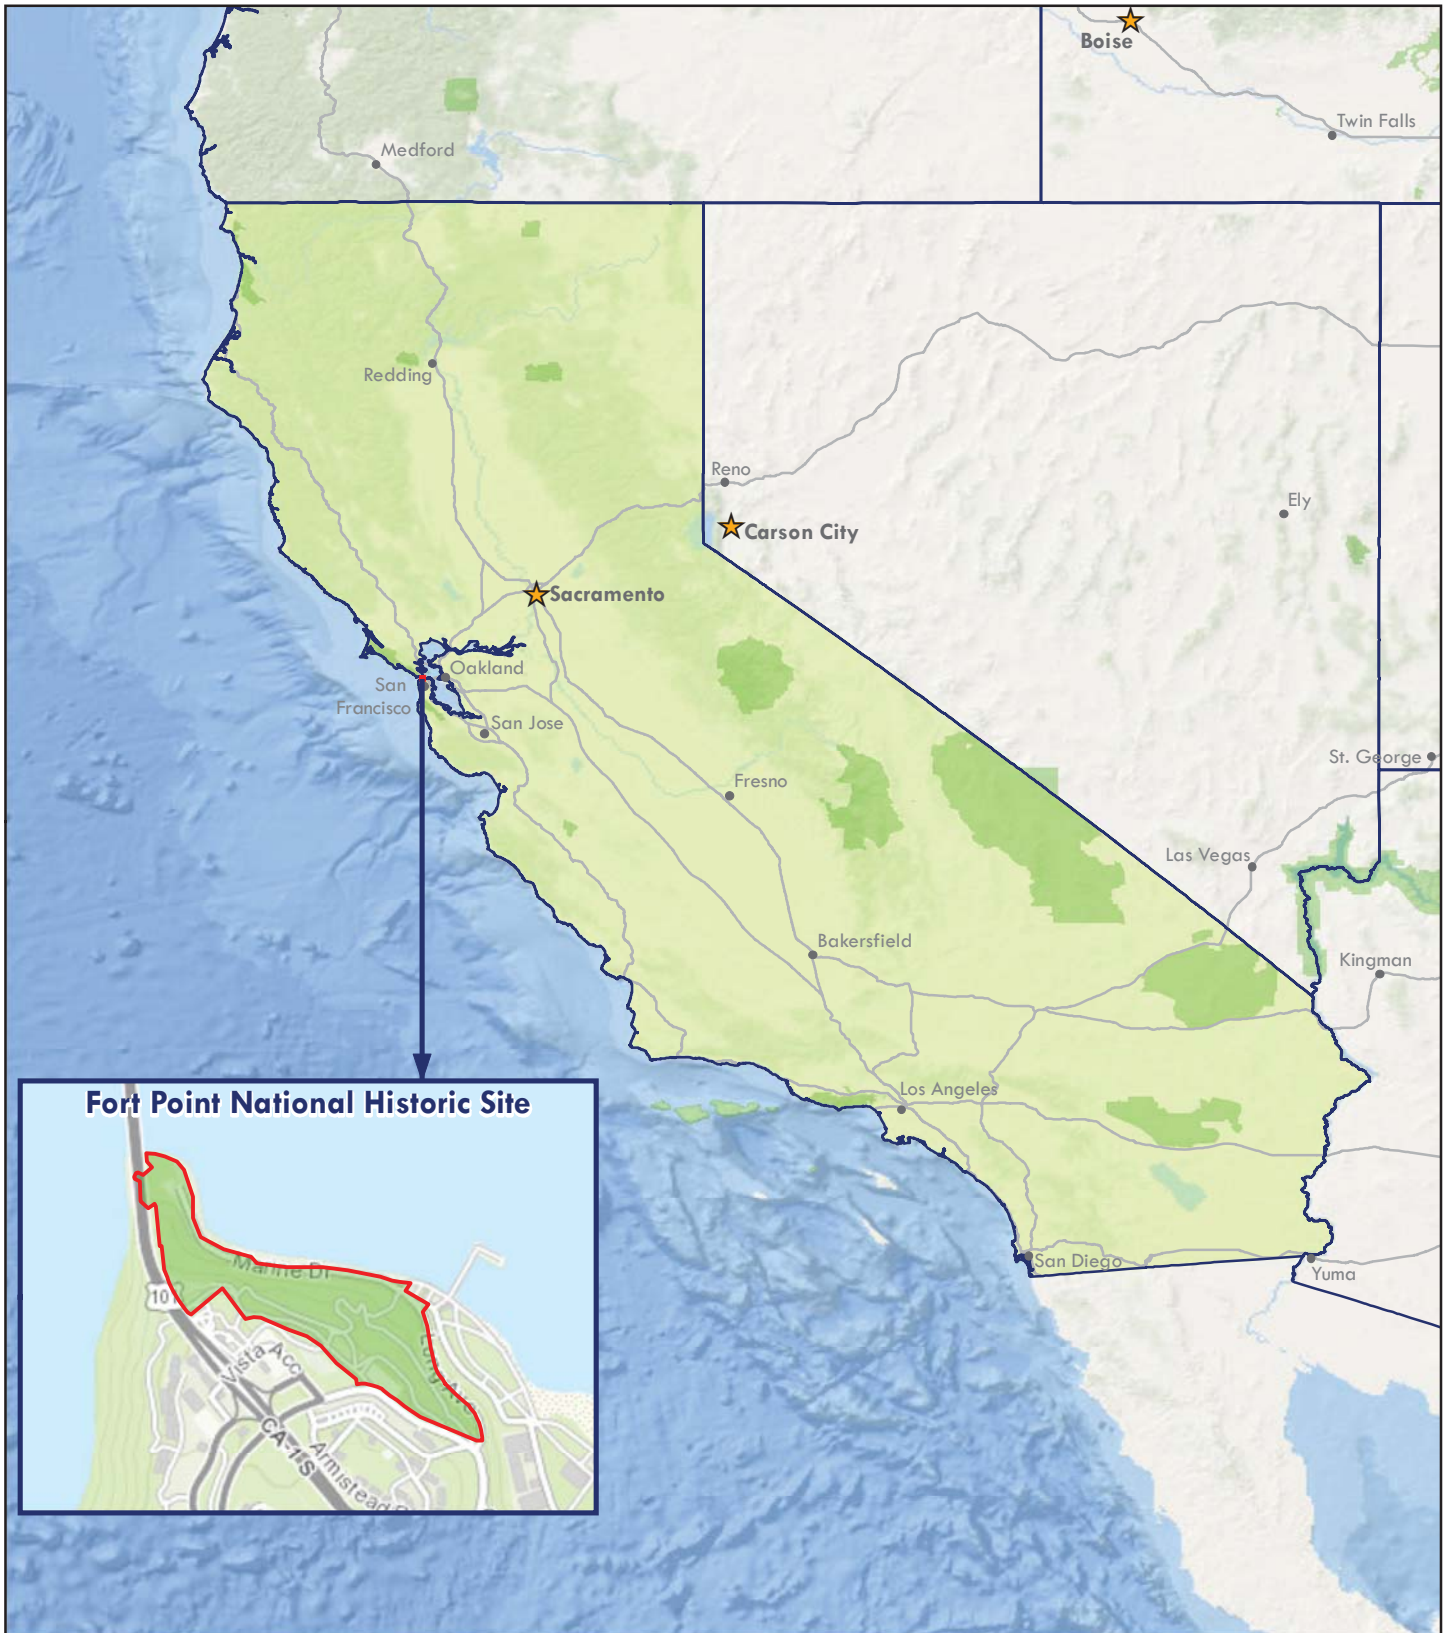 Boise
Twin Falls
Medford
Redding
Reno
Ely
Carson City
Sacramento
Oakland
San
Francisco
San Jose
St. George
Fresno
Las Vegas
Bakersfield
Kingman
Los Angeles
Fort Point National Historic Site
San Diego
Yuma
Marine Dr
101
Vista Acc
CA-1 S
Armistead